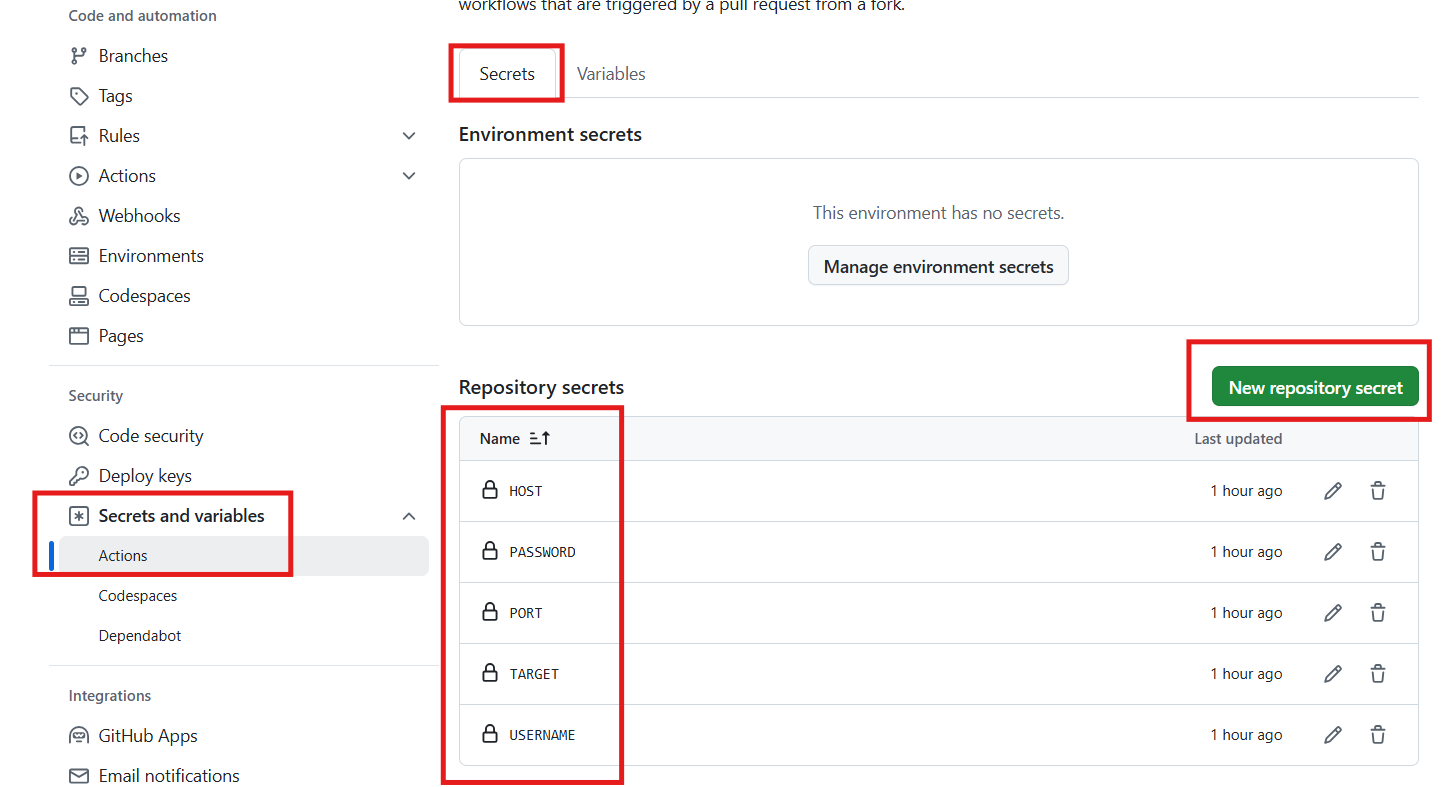 Code and automation
Branches
Tags
Rules
Actions
Webhooks
Environments
Codespaces
Pages
Security
Code security
Deploy keys
Secrets and variables
Actions
Codespaces
Dependabot
Integrations
GitHub Apps
Email notifications
workflows that are triggered by a pull request from a fork.
Secrets Variables
Environment secrets
This environment has no secrets.
Manage environment secrets
Repository secrets New repository secret
Name Last updated
HOST 1 hour ago
PASSWORD 1 hour ago
PORT 1 hour ago
TARGET 1 hour ago
USERNAME 1 hour ago